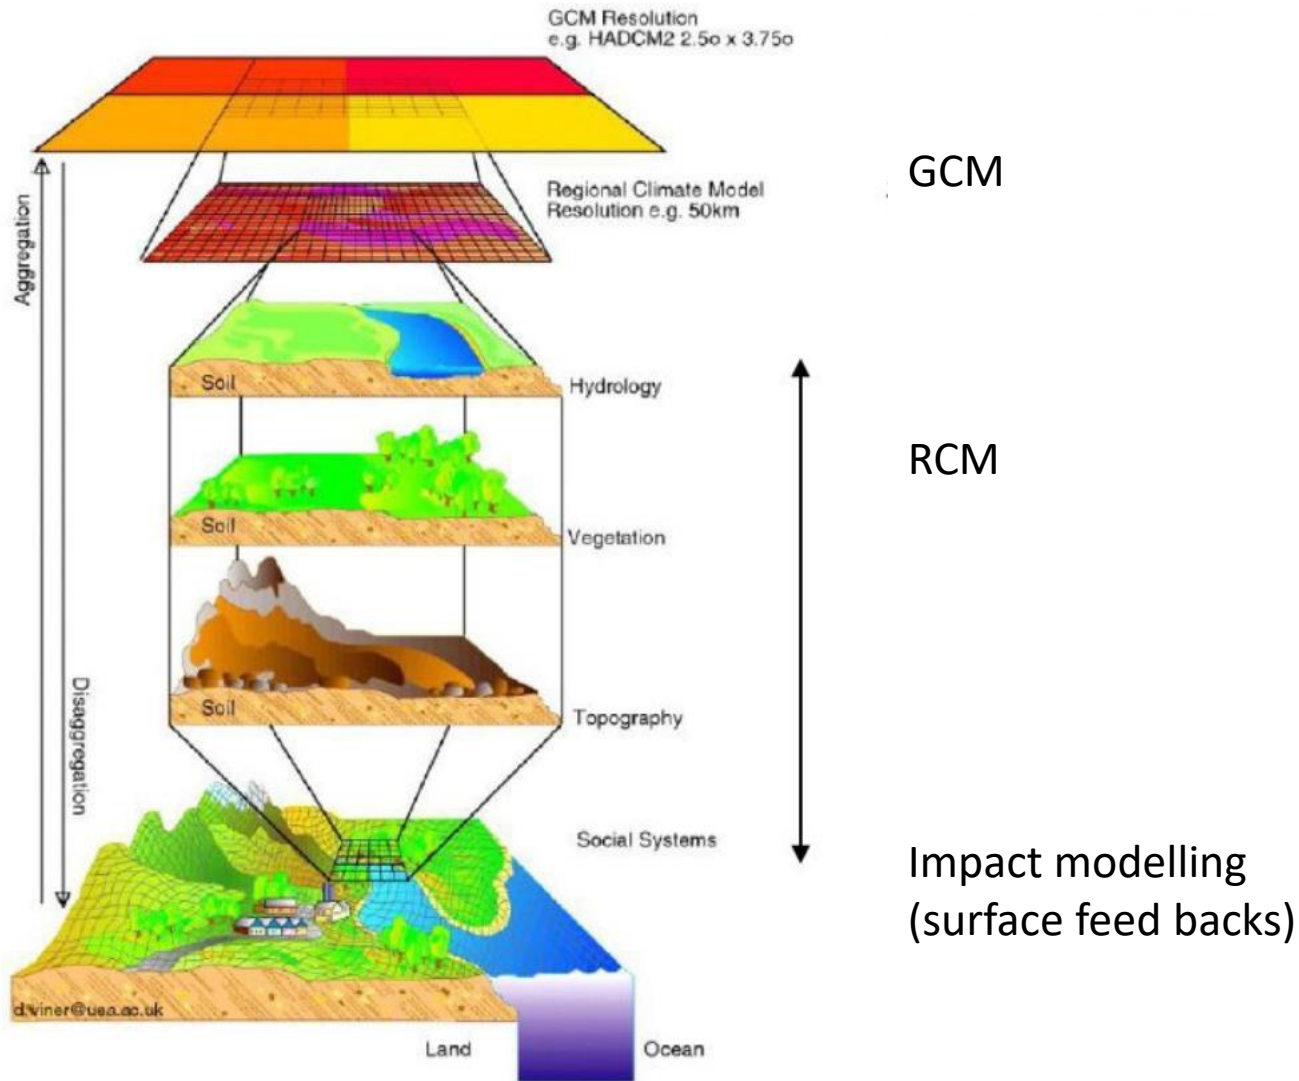 GCM Resolution
e.g. HADCM2 2.5o x 3.75o
GCM
Regional Climate Model
Resolution e.g. 50km
Aggregation
Soil
Hydrology
RCM
Soil
Vegetation
Disaggregation
Soil
Topography
Social Systems
Impact modelling
(surface feed backs)
d.viner@uea.ac.uk
Land
Ocean